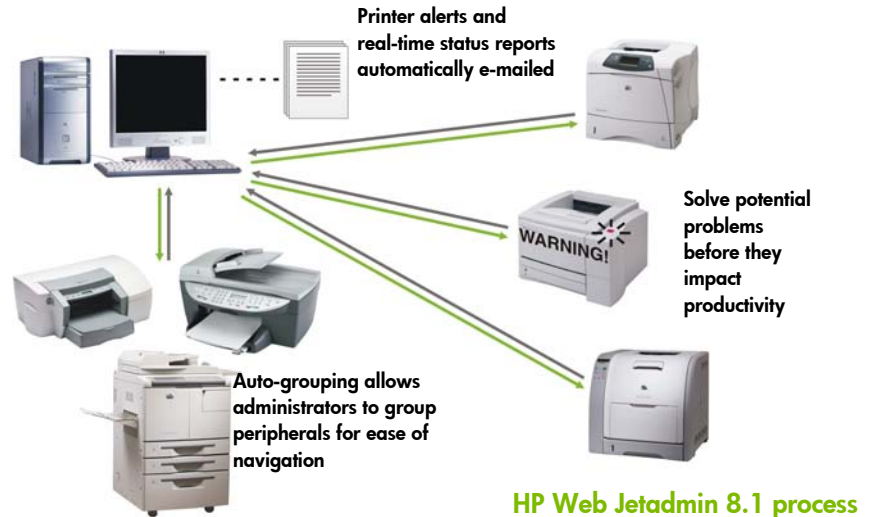 Printer alerts and
real-time status reports
automatically e-mailed
WARNING!
Solve potential
problems
before they
impact
productivity
Auto-grouping allows
administrators to group
peripherals for ease of
navigation
HP Web Jetadmin 8.1 process